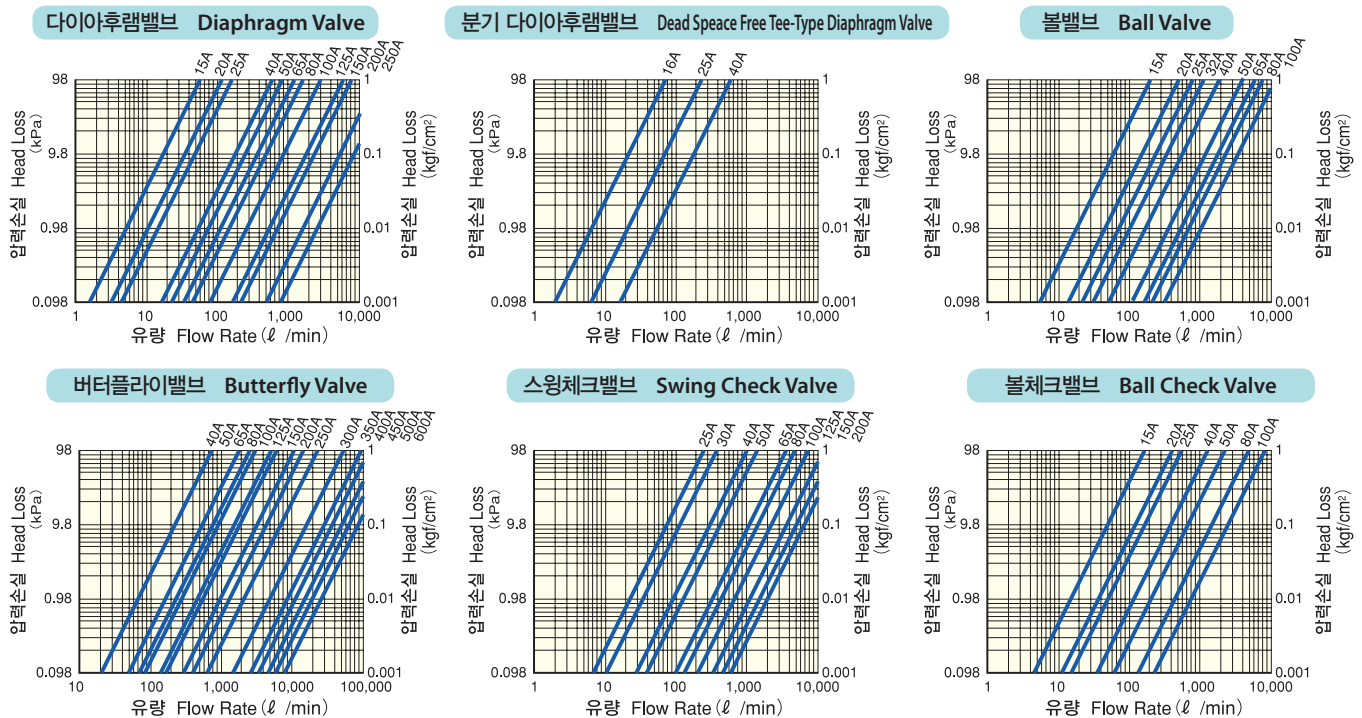 다이아후램밸브 Diaphragm Valve
15A 20A 25A 40A 50A 65A 80A 100A 125A 150A 200A 250A
압력손실 Head Loss
(kPa)
98
9.8
0.98
0.098
1
0.1
0.01
0.001
압력손실 Head Loss
(kgf/cm²)
1 10 100 1,000 10,000
유량 Flow Rate (ℓ /min)
분기 다이아후램밸브 Dead Speace Free Tee-Type Diaphragm Valve
16A 25A 40A
압력손실 Head Loss
(kPa)
98
9.8
0.98
0.098
1
0.1
0.01
0.001
압력손실 Head Loss
(kgf/cm²)
1 10 100 1,000 10,000
유량 Flow Rate (ℓ /min)
볼밸브 Ball Valve
15A 20A 25A 32A 40A 50A 65A 80A 100A
압력손실 Head Loss
(kPa)
98
9.8
0.98
0.098
1
0.1
0.01
0.001
압력손실 Head Loss
(kgf/cm²)
1 10 100 1,000 10,000
유량 Flow Rate (ℓ /min)
버터플라이밸브 Butterfly Valve
40A 50A 65A 80A 100A 125A 150A 200A 250A 300A 350A 400A 450A 500A 600A
압력손실 Head Loss
(kPa)
98
9.8
0.98
0.098
1
0.1
0.01
0.001
압력손실 Head Loss
(kgf/cm²)
10 100 1,000 10,000 100,000
유량 Flow Rate (ℓ /min)
스윙체크밸브 Swing Check Valve
25A 30A 40A 50A 65A 80A 100A 125A 150A 200A
압력손실 Head Loss
(kPa)
98
9.8
0.98
0.098
1
0.1
0.01
0.001
압력손실 Head Loss
(kgf/cm²)
1 10 100 1,000 10,000
유량 Flow Rate (ℓ /min)
볼체크밸브 Ball Check Valve
15A 20A 25A 40A 50A 80A 100A
압력손실 Head Loss
(kPa)
98
9.8
0.98
0.098
1
0.1
0.01
0.001
압력손실 Head Loss
(kgf/cm²)
1 10 100 1,000 10,000
유량 Flow Rate (ℓ /min)